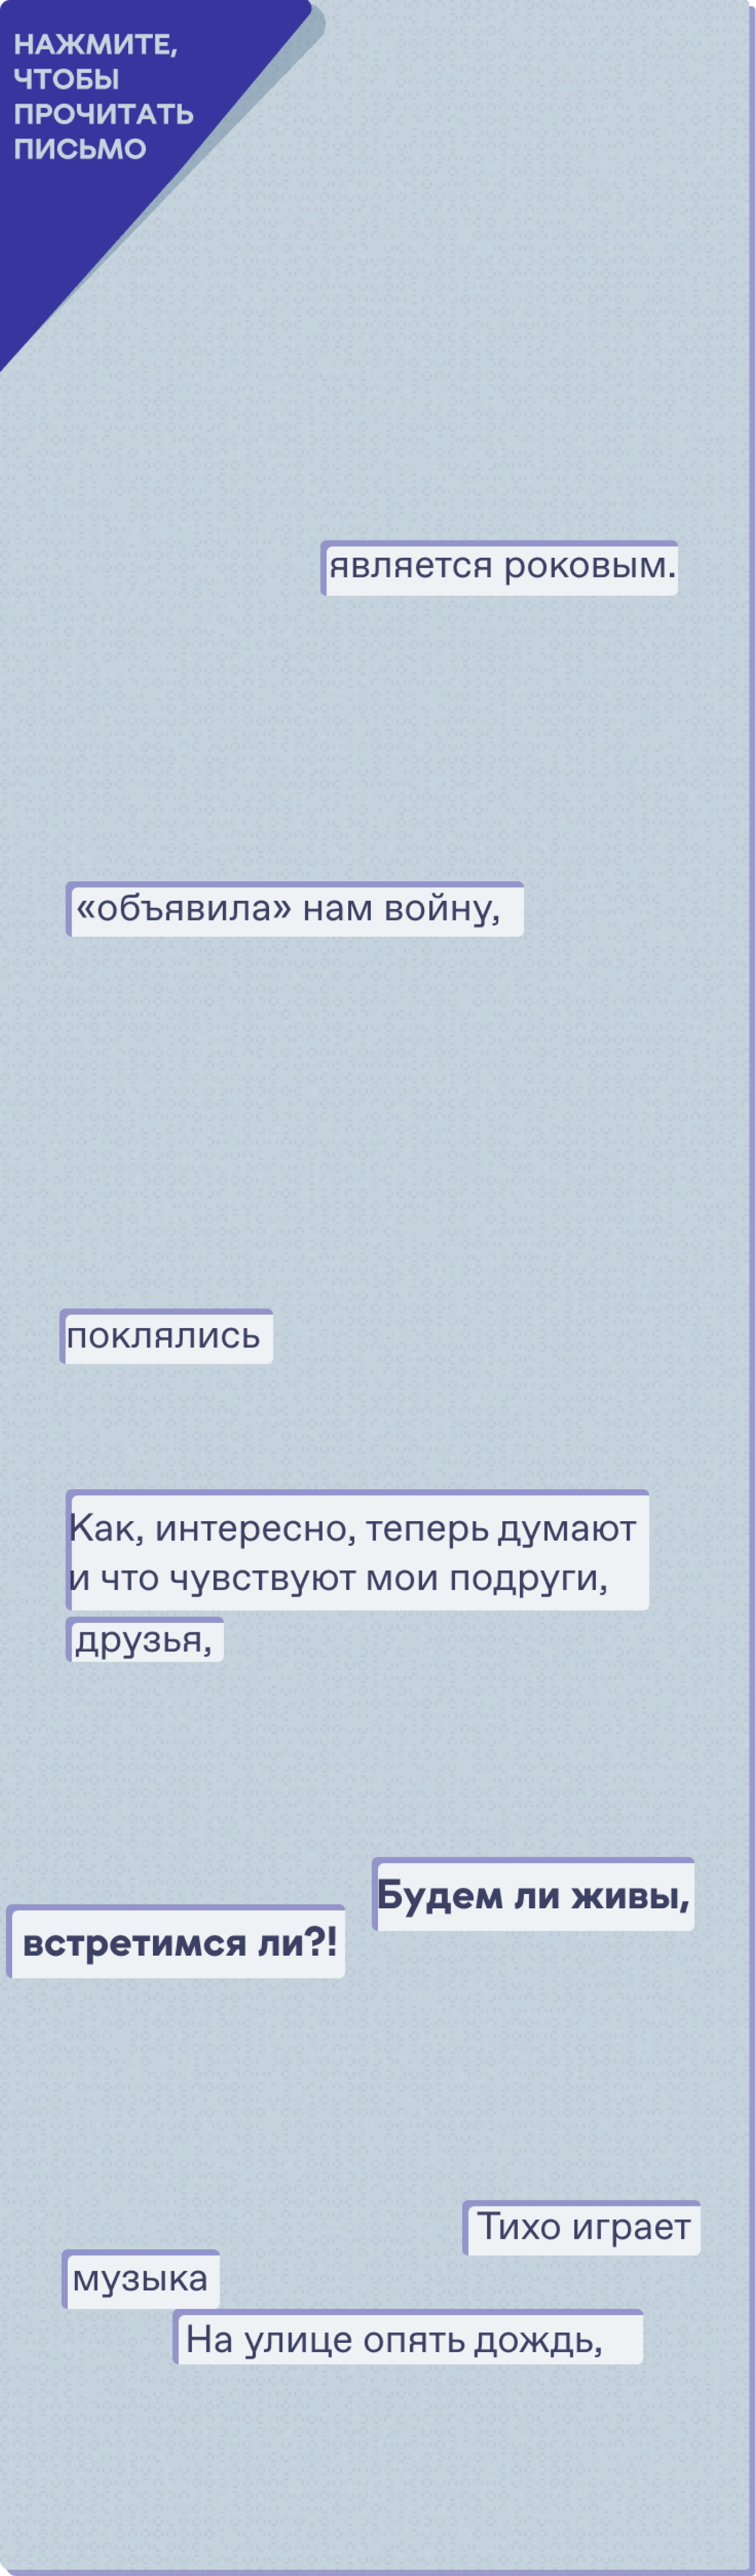 НАЖМИТЕ,
ЧТОБЫ
ПРОЧИТАТЬ
ПИСЬМО
является роковым.
«объявила» нам войну,
поклялись
Как, интересно, теперь думают
и что чувствуют мои подруги,
друзья,
Будем ли живы,
встретимся ли?!
Тихо играет
музыка
На улице опять дождь,